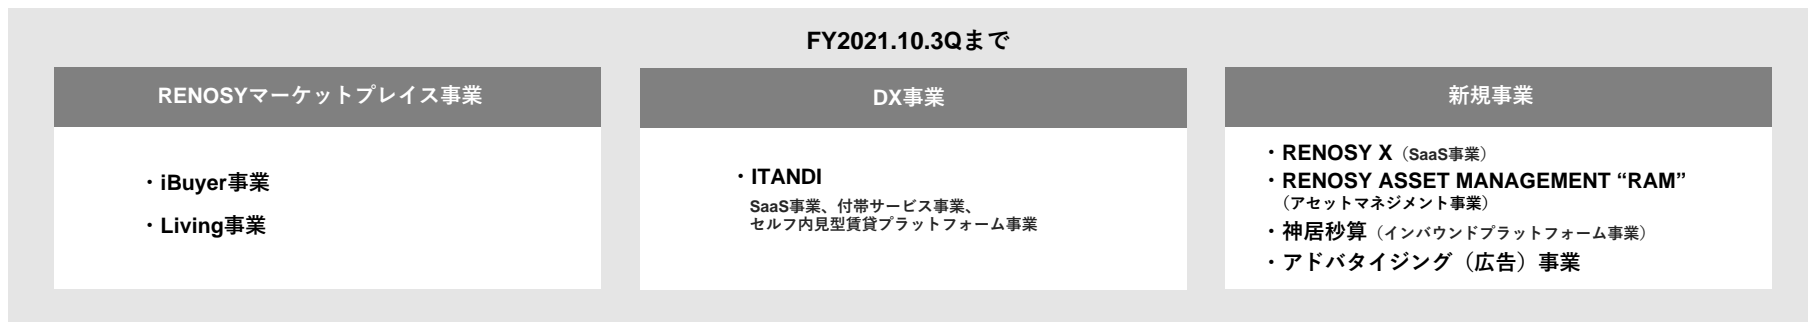 FY2021.10.3Qまで
RENOSYマーケットプレイス事業
・iBuyer事業
・Living事業
DX事業
・ITANDI
SaaS事業、付帯サービス事業、
セルフ内見型賃貸プラットフォーム事業
新規事業
・RENOSY X（SaaS事業）
・RENOSY ASSET MANAGEMENT “RAM”
（アセットマネジメント事業）
・神居秒算（インバウンドプラットフォーム事業）
・アドバタイジング（広告）事業